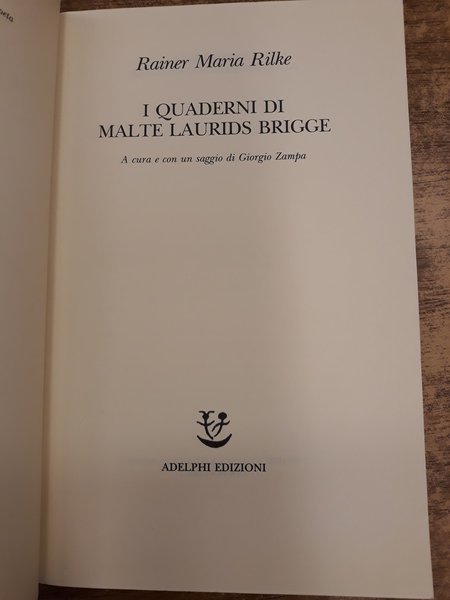 Rainer Maria Rilke
I QUADERNI DI
MALTE LAURIDS BRIGGE
A cura e con un saggio di Giorgio Zampa
ADELPHI EDIZIONI